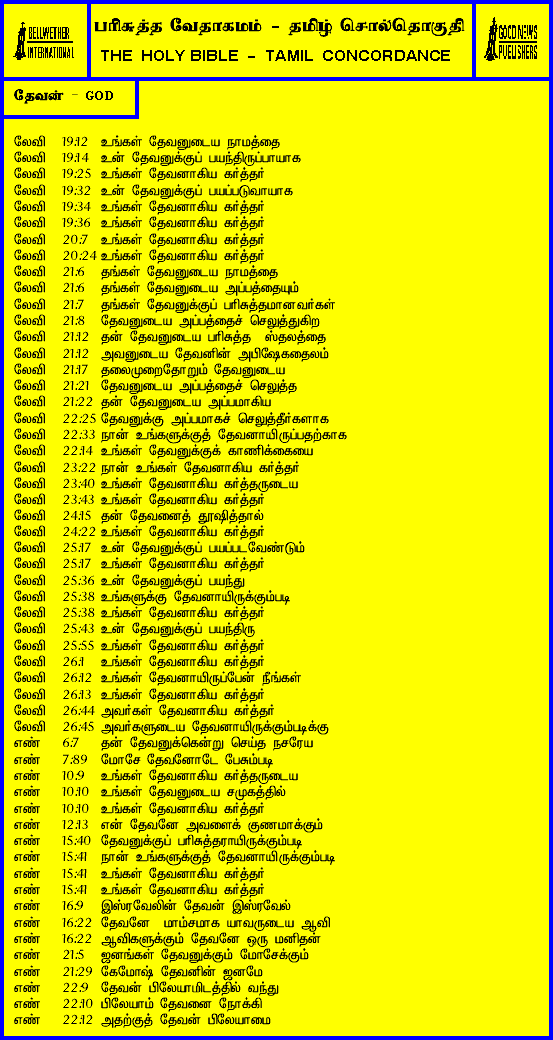 BELLWETHER
INTERNATIONAL
பரிசுத்த வேதாகமம் - தமிழ் சொல்தொகுதி
THE HOLY BIBLE - TAMIL CONCORDANCE
GOOD NEWS
PUBLISHERS
தேவன் - GOD
லேவி 19:12 உங்கள் தேவனுடைய நாமத்தை
லேவி 19:14 உன் தேவனுக்குப் பயந்திருப்பாயாக
லேவி 19:25 உங்கள் தேவனாகிய கர்த்தர்
லேவி 19:32 உன் தேவனுக்குப் பயப்படுவாயாக
லேவி 19:34 உங்கள் தேவனாகிய கர்த்தர்
லேவி 19:36 உங்கள் தேவனாகிய கர்த்தர்
லேவி 20:7 உங்கள் தேவனாகிய கர்த்தர்
லேவி 20:24 உங்கள் தேவனாகிய கர்த்தர்
லேவி 21:6 தங்கள் தேவனுடைய நாமத்தை
லேவி 21:6 தங்கள் தேவனுடைய அப்பத்தையும்
லேவி 21:7 தங்கள் தேவனுக்குப் பரிசுத்தமானவர்கள்
லேவி 21:8 தேவனுடைய அப்பத்தைச் செலுத்துகிற
லேவி 21:12 தன் தேவனுடைய பரிசுத்த ஸ்தலத்தை
லேவி 21:12 அவனுடைய தேவனின் அபிஷேகதைலம்
லேவி 21:17 தலைமுறைதோறும் தேவனுடைய
லேவி 21:21 தேவனுடைய அப்பத்தைச் செலுத்த
லேவி 21:22 தன் தேவனுடைய அப்பமாகிய
லேவி 22:25 தேவனுக்கு அப்பமாகச் செலுத்தீர்களாக
லேவி 22:33 நான் உங்களுக்குத் தேவனாயிருப்பதற்காக
லேவி 22:14 உங்கள் தேவனுக்குக் காணிக்கையை
லேவி 23:22 நான் உங்கள் தேவனாகிய கர்த்தர்
லேவி 23:40 உங்கள் தேவனாகிய கர்த்தருடைய
லேவி 23:43 உங்கள் தேவனாகிய கர்த்தர்
லேவி 24:15 தன் தேவனைத் தூஷித்தால்
லேவி 24:22 உங்கள் தேவனாகிய கர்த்தர்
லேவி 25:17 உன் தேவனுக்குப் பயப்படவேண்டும்
லேவி 25:17 உங்கள் தேவனாகிய கர்த்தர்
லேவி 25:36 உன் தேவனுக்குப் பயந்து
லேவி 25:38 உங்களுக்கு தேவனாயிருக்கும்படி
லேவி 25:38 உங்கள் தேவனாகிய கர்த்தர்
லேவி 25:43 உன் தேவனுக்குப் பயந்திரு
லேவி 25:55 உங்கள் தேவனாகிய கர்த்தர்
லேவி 26:1 உங்கள் தேவனாகிய கர்த்தர்
லேவி 26:12 உங்கள் தேவனாயிருப்பேன் நீங்கள்
லேவி 26:13 உங்கள் தேவனாகிய கர்த்தர்
லேவி 26:44 அவர்கள் தேவனாகிய கர்த்தர்
லேவி 26:45 அவர்களுடைய தேவனாயிருக்கும்படிக்கு
எண் 6:7 தன் தேவனுக்கென்று செய்த நசரேய
எண் 7:89 மோசே தேவனோடே பேசும்படி
எண் 10:9 உங்கள் தேவனாகிய கர்த்தருடைய
எண் 10:10 உங்கள் தேவனுடைய சமுகத்தில்
எண் 10:10 உங்கள் தேவனாகிய கர்த்தர்
எண் 12:13 என் தேவனே அவளைக் குணமாக்கும்
எண் 15:40 தேவனுக்குப் பரிசுத்தராயிருக்கும்படி
எண் 15:41 நான் உங்களுக்குத் தேவனாயிருக்கும்படி
எண் 15:41 உங்கள் தேவனாகிய கர்த்தர்
எண் 15:41 உங்கள் தேவனாகிய கர்த்தர்
எண் 16:9 இஸ்ரவேலின் தேவன் இஸ்ரவேல்
எண் 16:22 தேவனே மாம்சமாக யாவருடைய ஆவி
எண் 16:22 ஆவிகளுக்கும் தேவனே ஒரு மனிதன்
எண் 21:5 ஜனங்கள் தேவனுக்கும் மோசேக்கும்
எண் 21:29 கேமோஷ் தேவனின் ஜனமே
எண் 22:9 தேவன் பிலேயாமிடத்தில் வந்து
எண் 22:10 பிலேயாம் தேவனை நோக்கி
எண் 22:12 அதற்குத் தேவன் பிலேயாமை